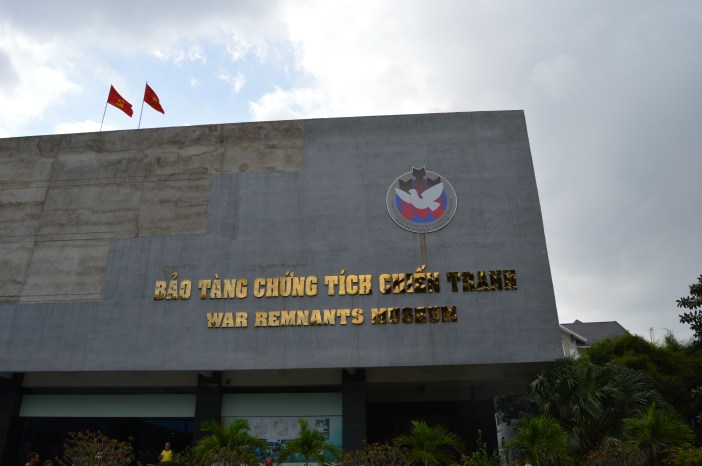 BẢO TÀNG CHỨNG TÍCH CHIẾN TRANH
WAR REMNANTS MUSEUM